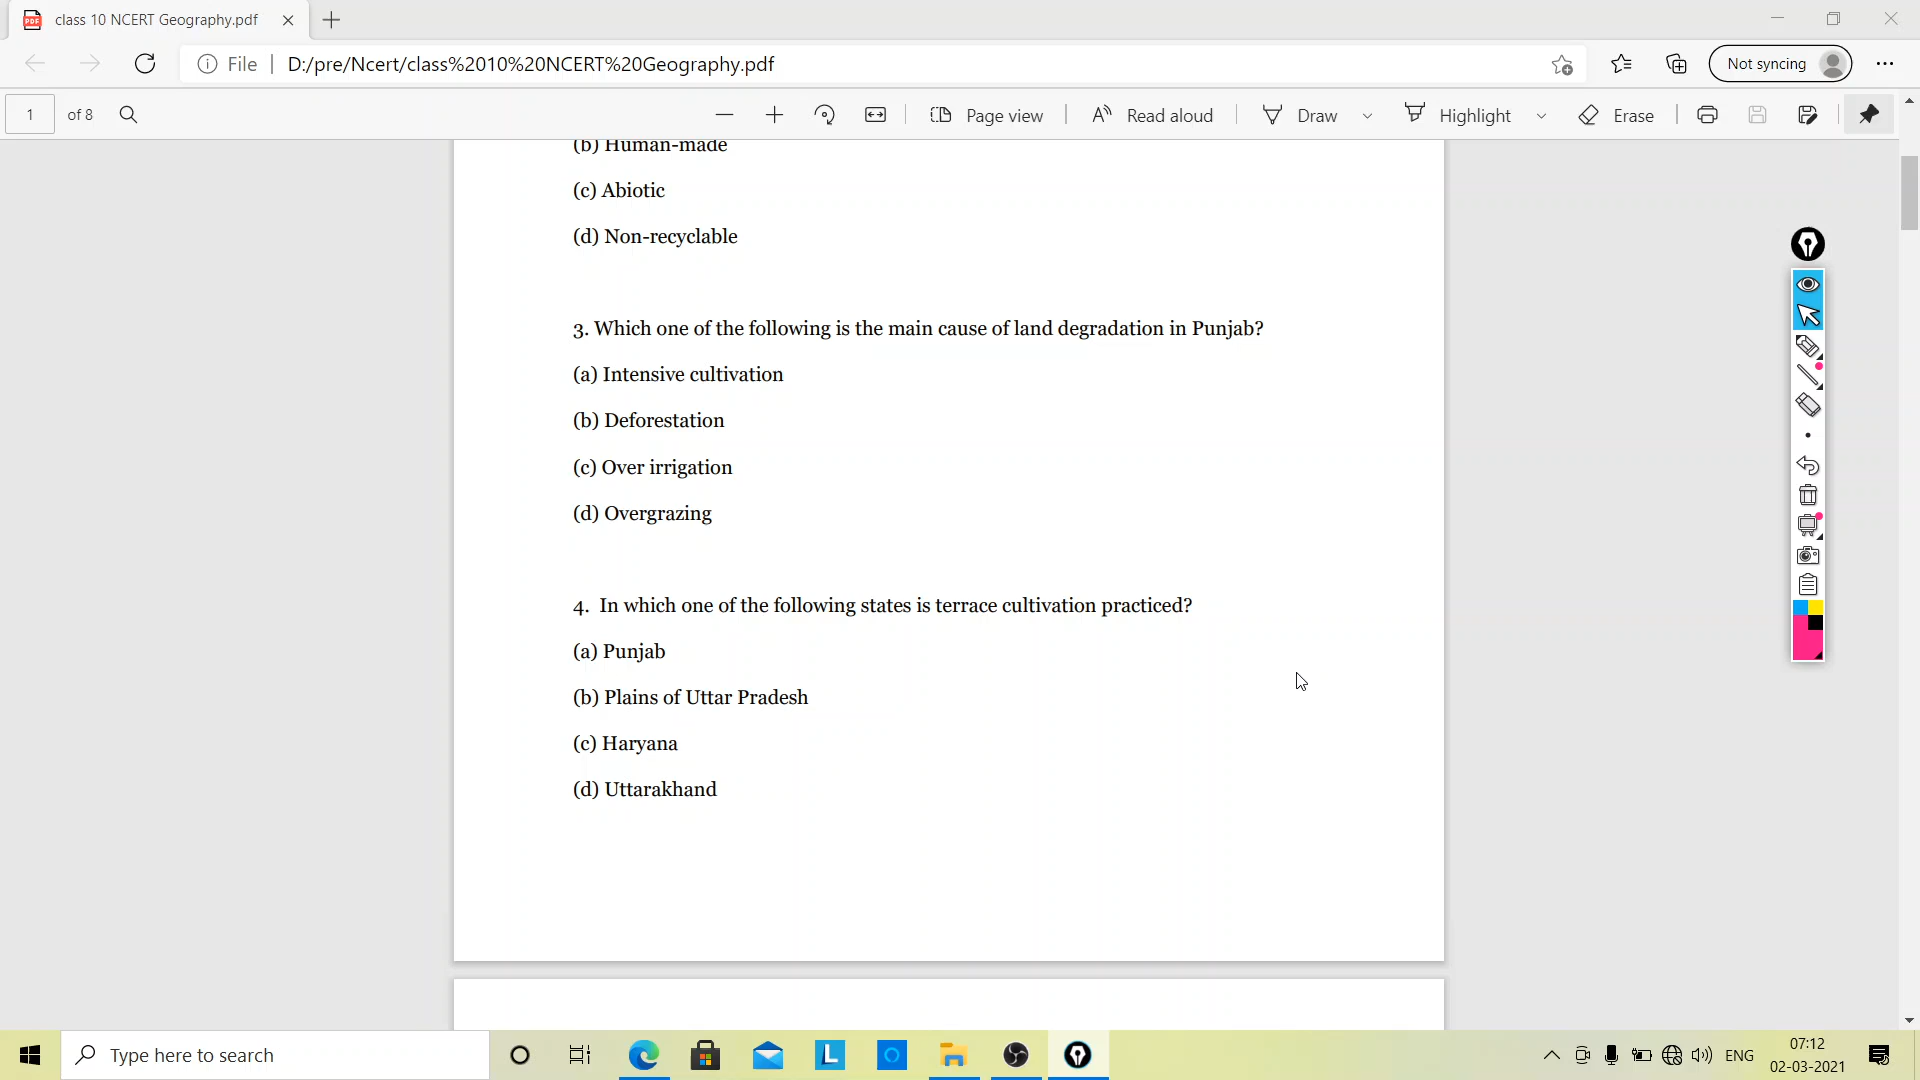 class 10 NCERT Geography.pdf
File
D:/pre/Ncert/class%2010%20NCERT%20Geography.pdf
Not syncing
1 of 8
Page view
Read aloud
Draw
Highlight
Erase
(b) Human-made
(c) Abiotic
(d) Non-recyclable
3. Which one of the following is the main cause of land degradation in Punjab?
(a) Intensive cultivation
(b) Deforestation
(c) Over irrigation
(d) Overgrazing
4. In which one of the following states is terrace cultivation practiced?
(a) Punjab
(b) Plains of Uttar Pradesh
(c) Haryana
(d) Uttarakhand
Type here to search
ENG
07:12
02-03-2021